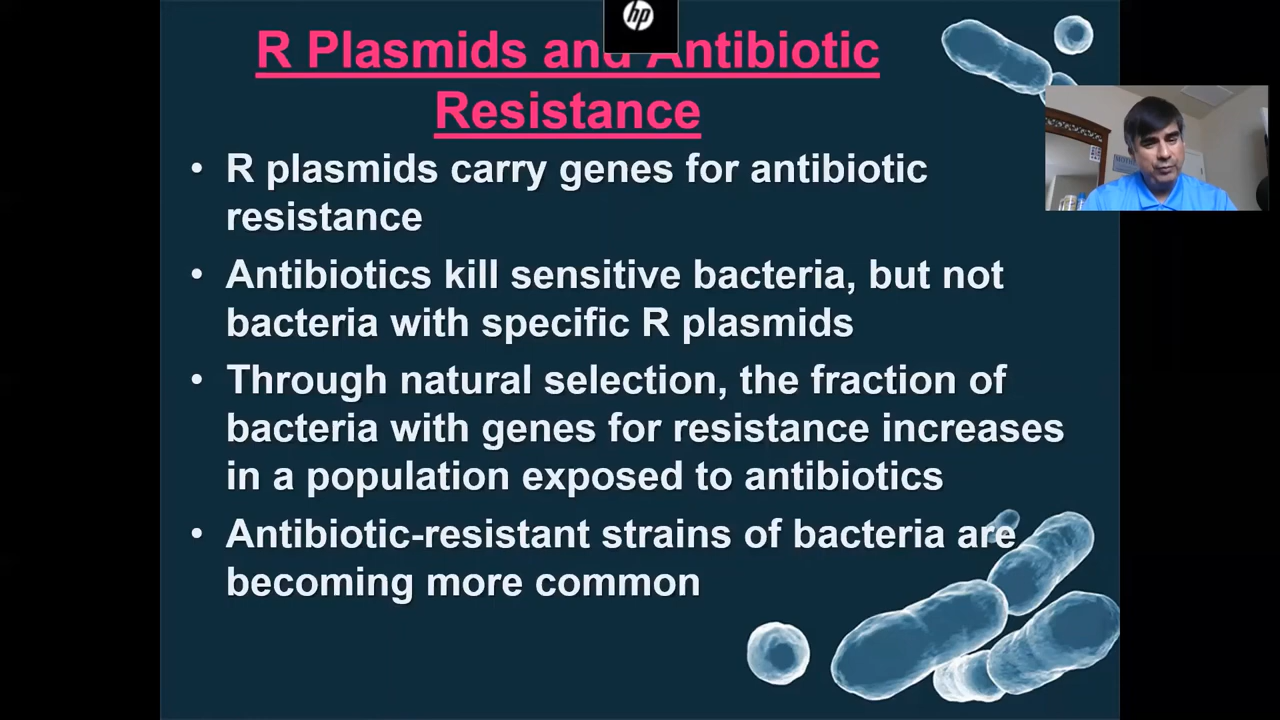 hp
R Plasmids and Antibiotic
Resistance
• R plasmids carry genes for antibiotic
resistance
• Antibiotics kill sensitive bacteria, but not
bacteria with specific R plasmids
• Through natural selection, the fraction of
bacteria with genes for resistance increases
in a population exposed to antibiotics
• Antibiotic-resistant strains of bacteria are
becoming more common